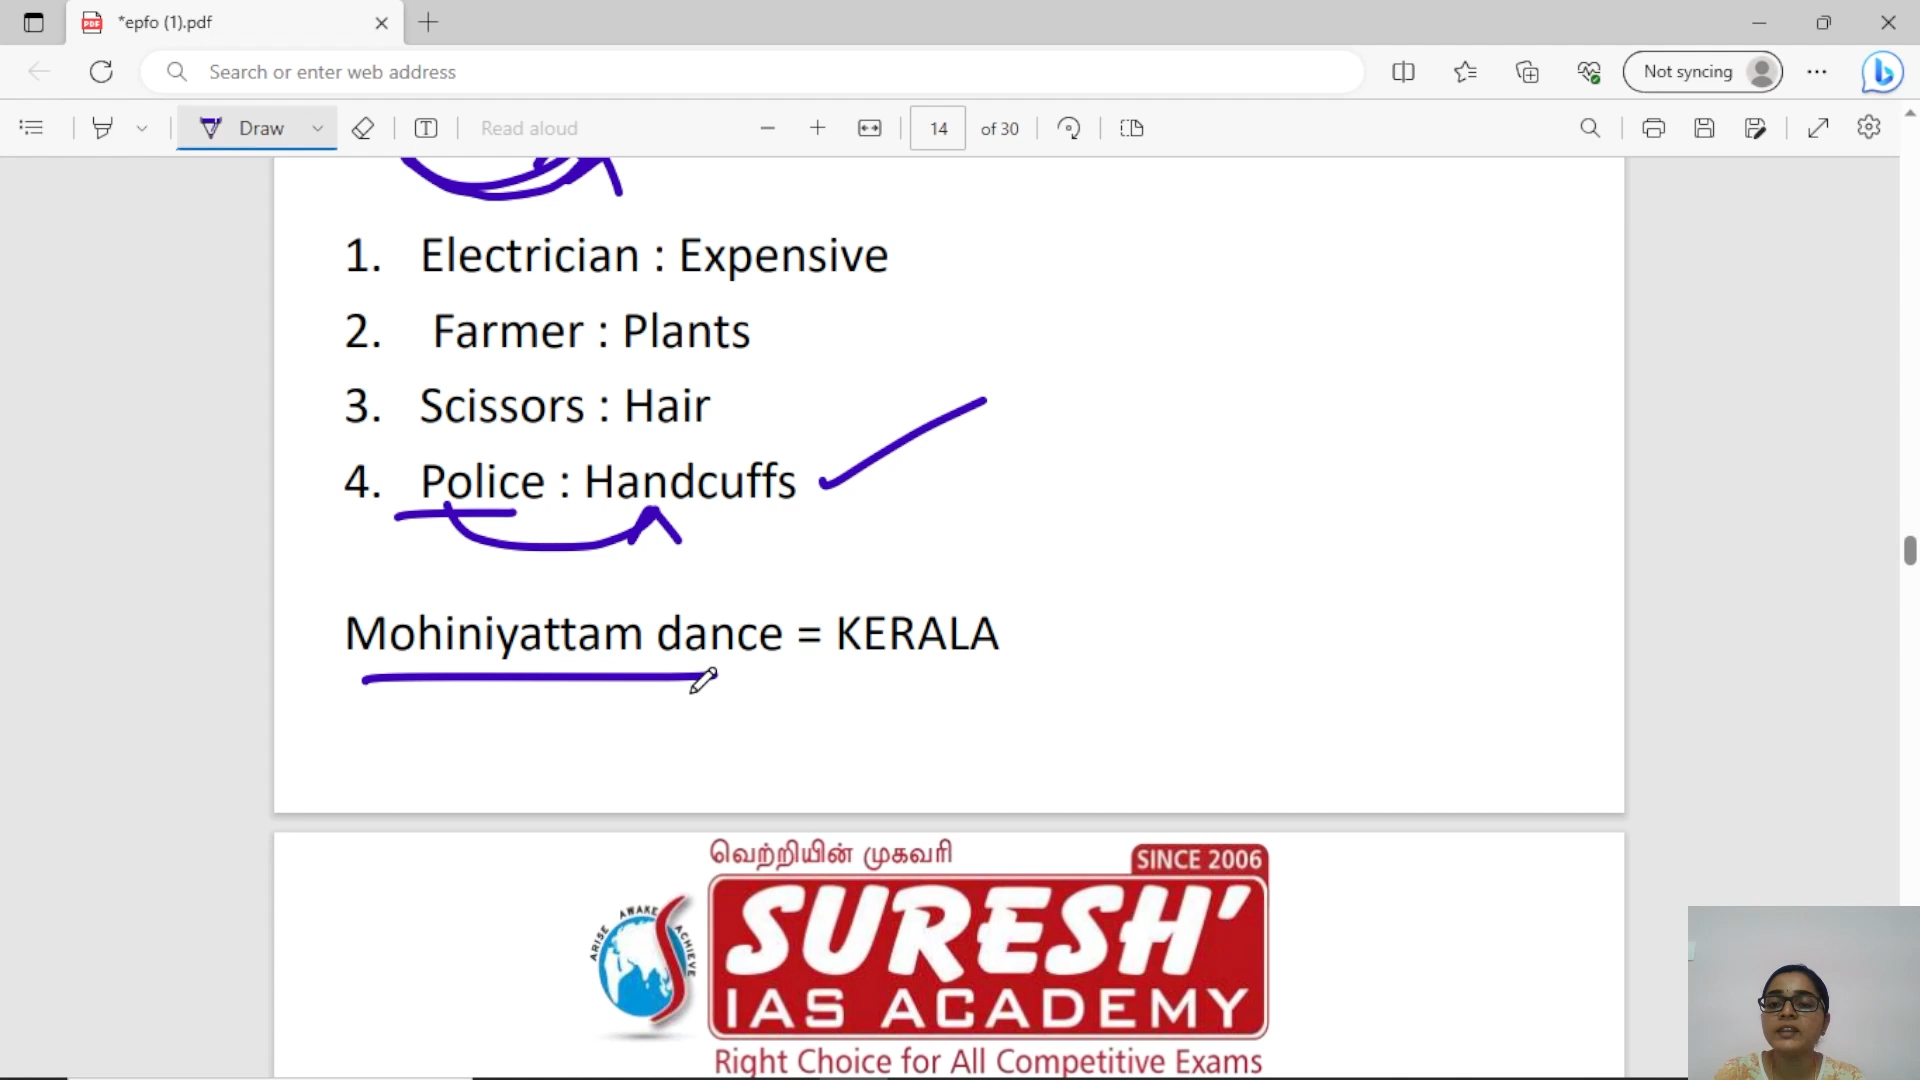 *epfo (1).pdf
Search or enter web address
Not syncing
Draw
Read aloud
14 of 30
1. Electrician : Expensive
2. Farmer : Plants
3. Scissors : Hair
4. Police : Handcuffs
Mohiniyattam dance = KERALA
வெற்றியின் முகவரி
SINCE 2006
ARISE AWAKE ACHIEVE
SURESH'
IAS ACADEMY
Right Choice for All Competitive Exams